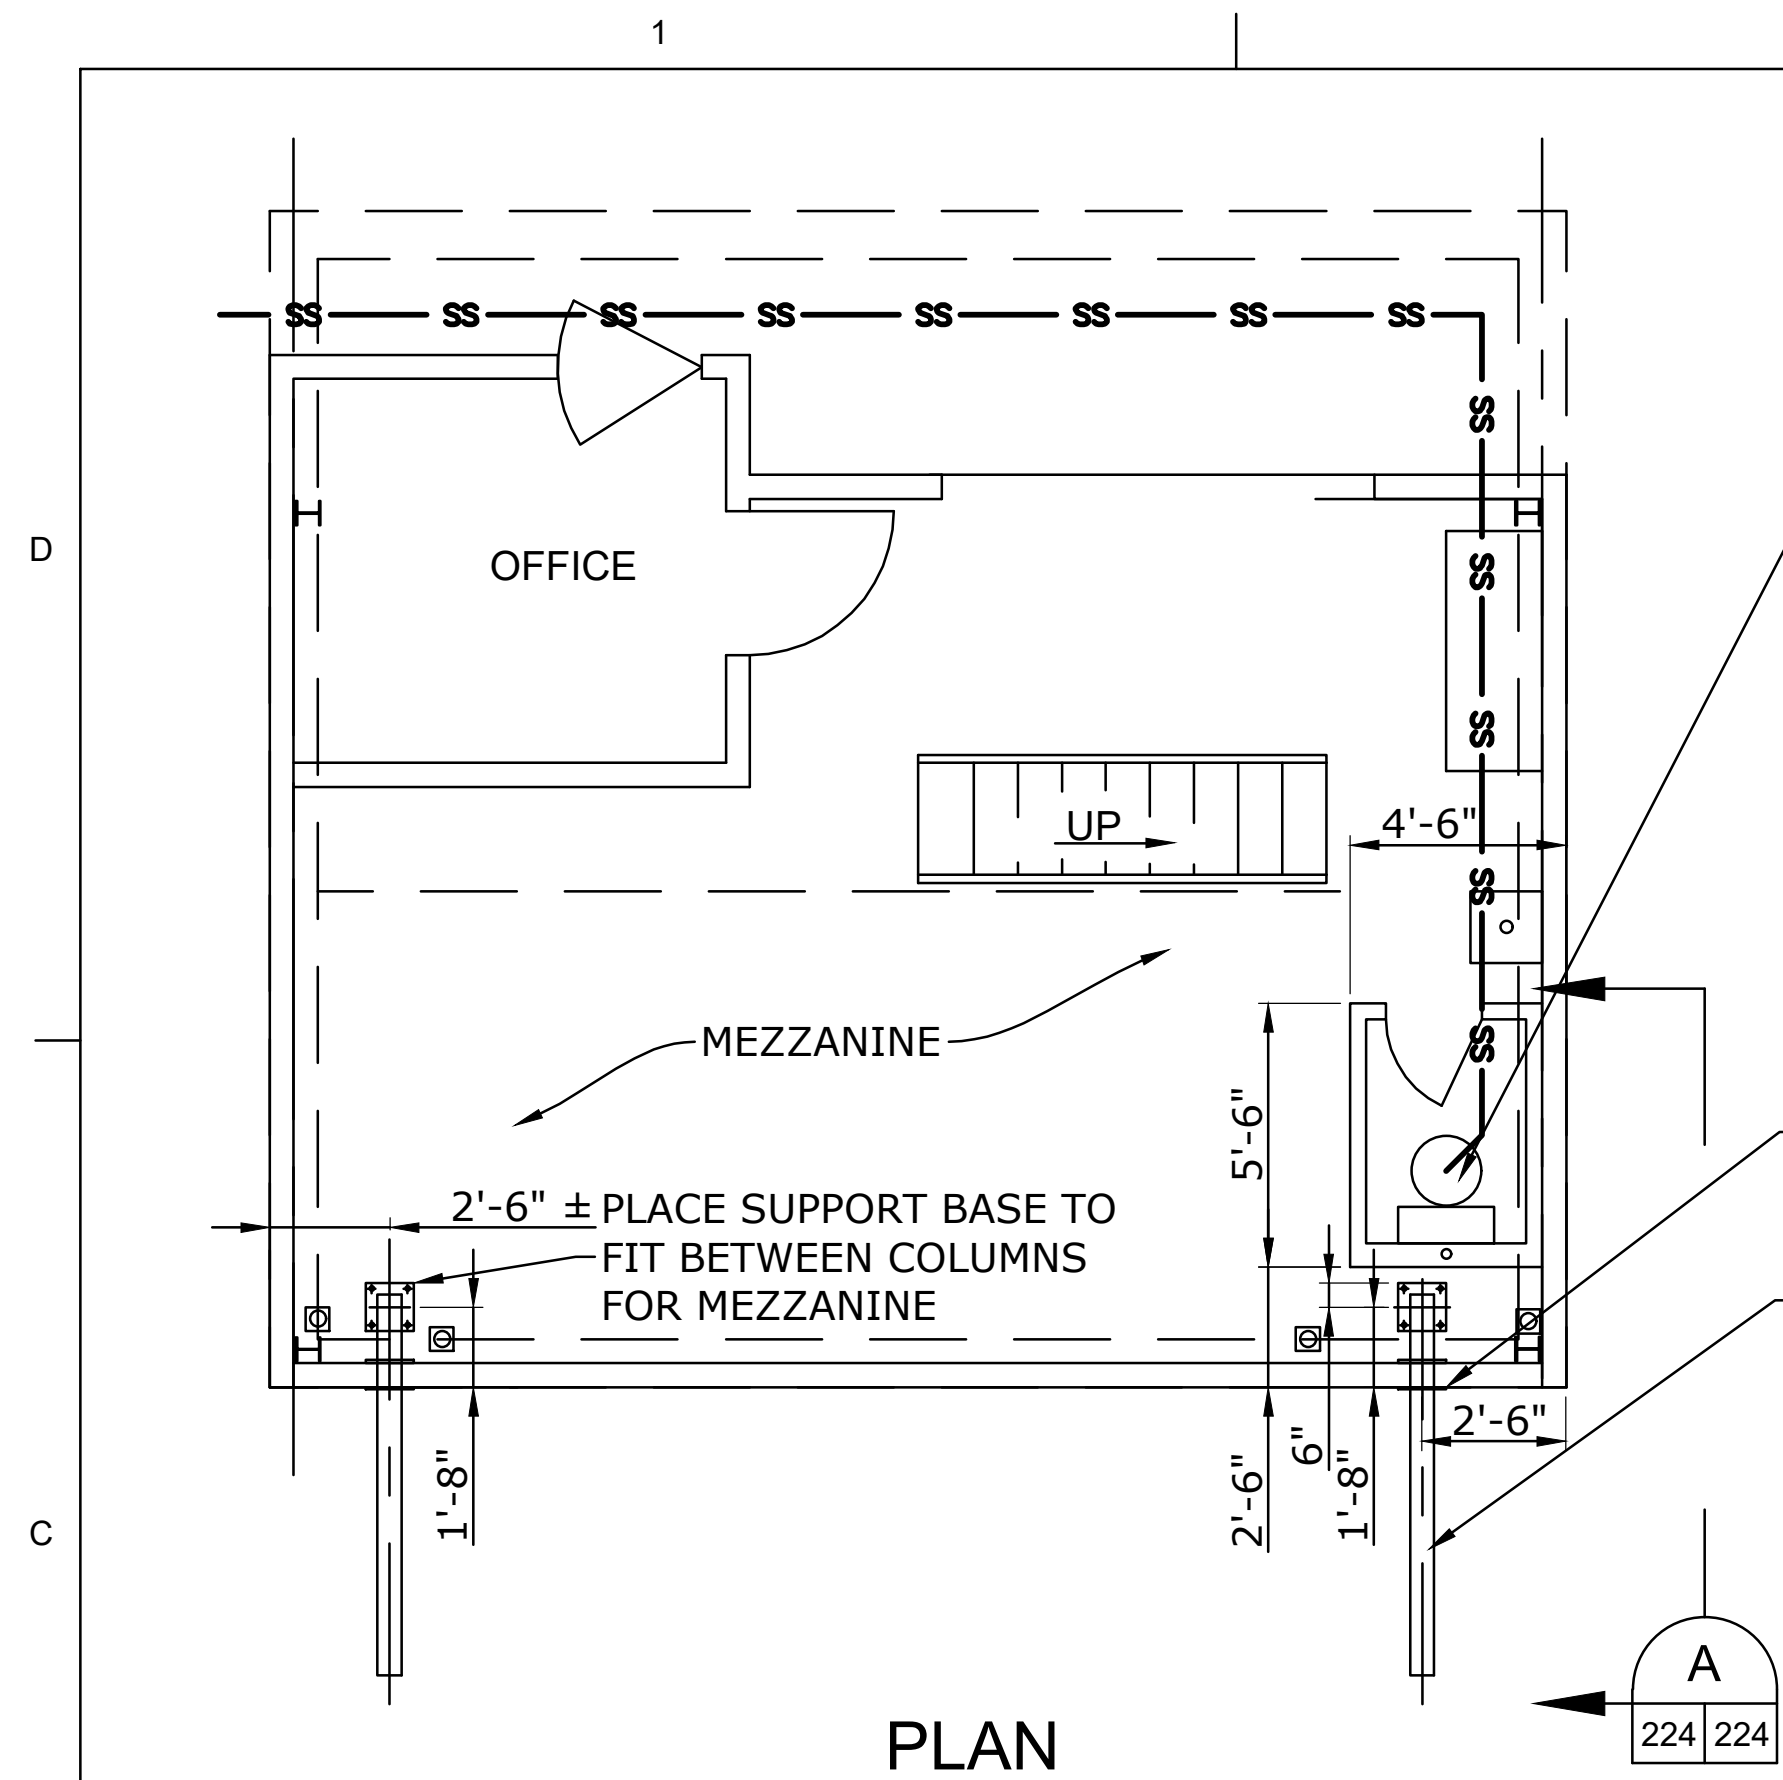 1
SS SS SS SS SS SS SS SS
SS
D
OFFICE
SS
SS
UP
4'-6"
SS
MEZZANINE
SS
5'-6"
2'-6" ± PLACE SUPPORT BASE TO
FIT BETWEEN COLUMNS
FOR MEZZANINE
2'-6"
1'-8"
2'-6"
6"
1'-8"
C
A
224 224
PLAN